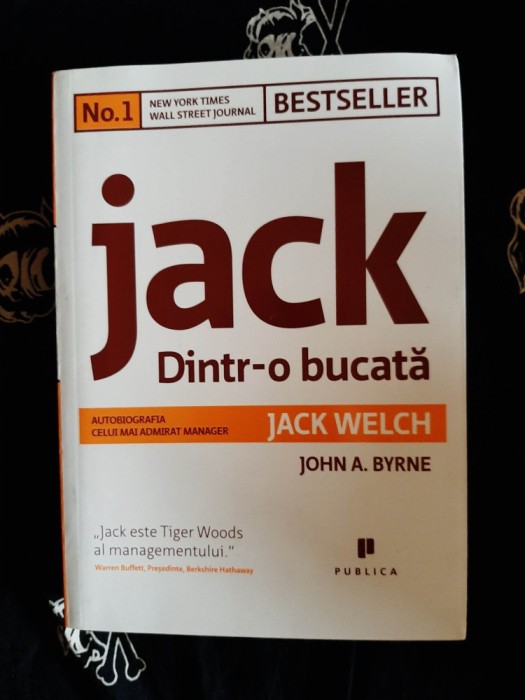 No.1
NEW YORK TIMES
WALL STREET JOURNAL
BESTSELLER
jack
Dintr-o bucată
AUTOBIOGRAFIA
CELUI MAI ADMIRAT MANAGER
JACK WELCH
JOHN A. BYRNE
„Jack este Tiger Woods
al managementului.“
Warren Buffett, Președinte, Berkshire Hathaway
PUBLICA